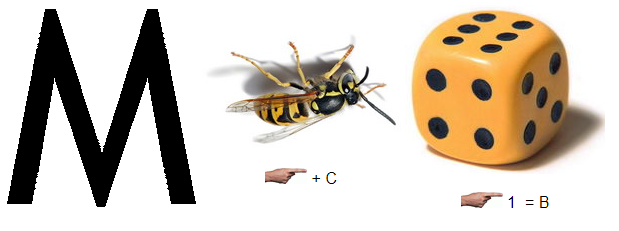 M
+ C
1 = B